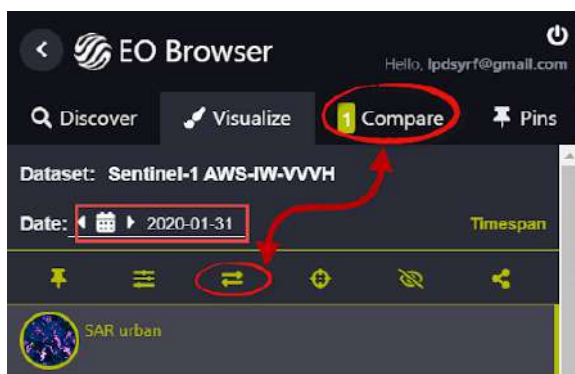 EO Browser
Hello, lpdsyrf@gmail.com
Discover Visualize 1 Compare Pins
Dataset: Sentinel-1 AWS-IW-VVVH
Date: 2020-01-31 Timespan
SAR urban